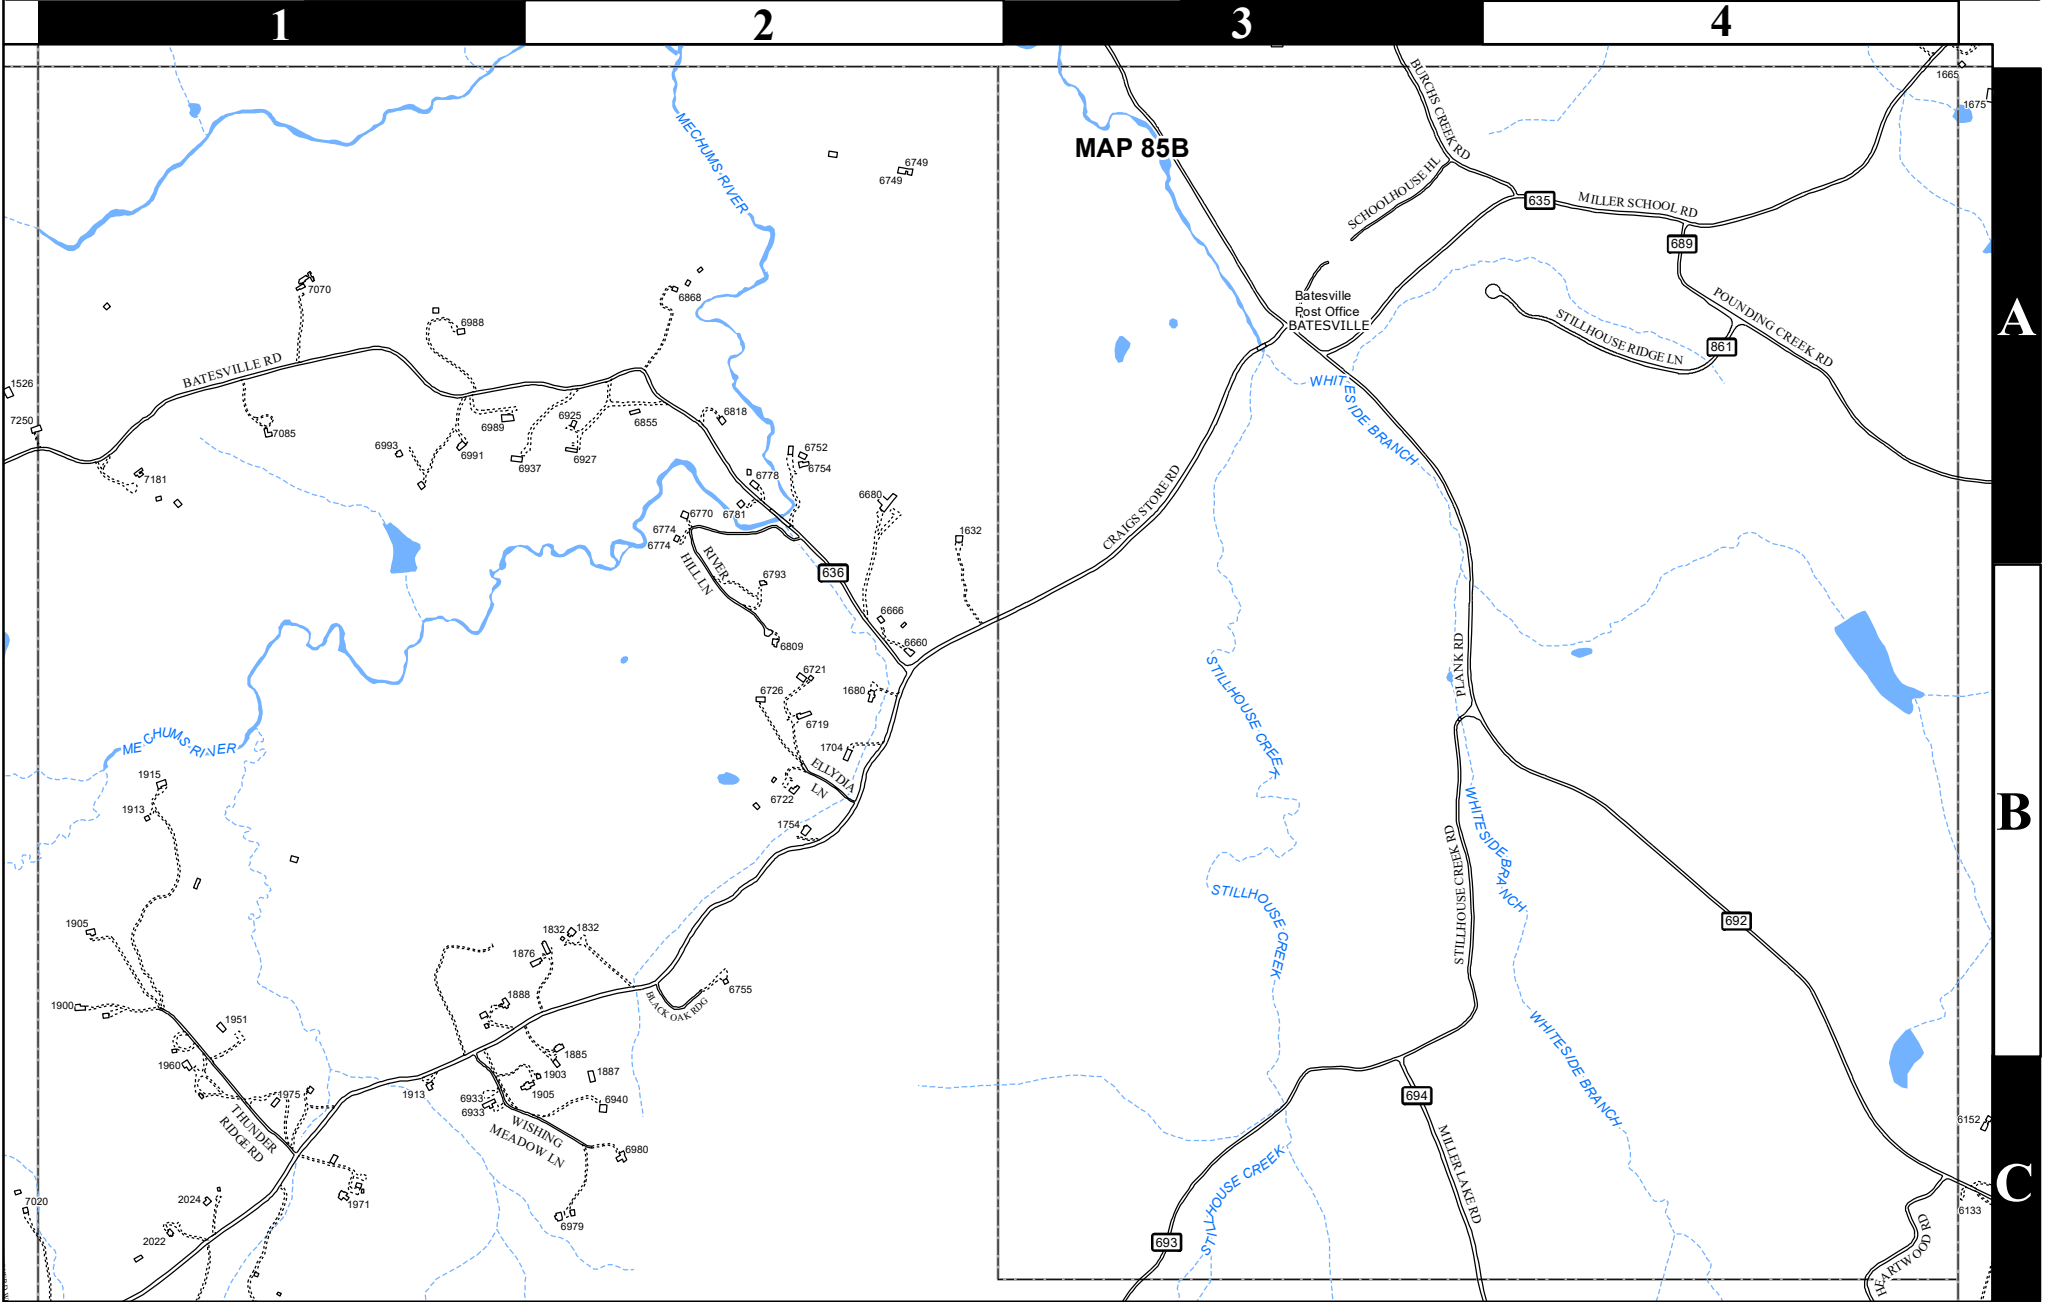 1
2
3
4
A
B
C
MAP 85B
MECHUMS RIVER
BURCHS CREEK RD
SCHOOLHOUSE HL
635
MILLER SCHOOL RD
689
POUNDING CREEK RD
STILLHOUSE RIDGE LN
861
Batesville
Post Office
BATESVILLE
WHITESIDE BRANCH
CRAIGS STORE RD
BATESVILLE RD
1665
1675
6749
6749
7070
6988
6868
1526
7250
7085
7181
6993
6991
6989
6937
6925
6927
6855
6818
6752
6754
6778
6781
6680
6770
6774
6774
RIVER
HILL LN
6793
6809
636
1632
6666
6660
6721
6726
6719
1680
1704
ELLYDIA
LN
6722
1754
MECHUMS RIVER
1915
1913
1905
1900
1951
1960
1975
THUNDER
RIDGE RD
1971
2024
2022
7020
1832
1832
1876
1888
BLACK OAK RDG
6755
1885
1903
1887
1905
1913
6933
6933
6940
WISHING
MEADOW LN
6980
6979
STILLHOUSE CREEK
STILLHOUSE CREEK
STILLHOUSE CREEK
PLANK RD
STILLHOUSE CREEK RD
WHITESIDE BRANCH
WHITESIDE BRANCH
692
694
MILLER LAKE RD
693
6152
6133
HEARTWOOD RD